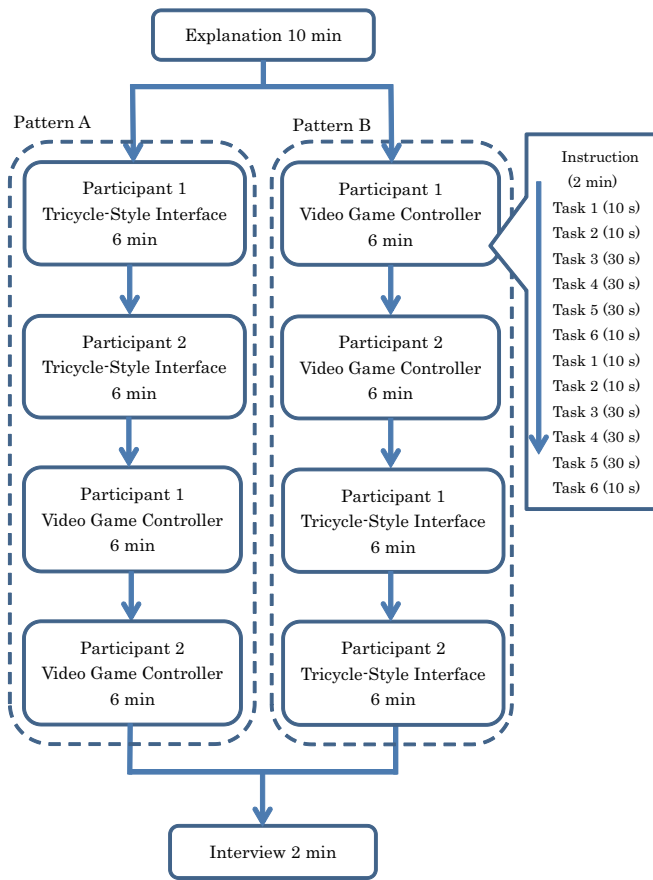 Explanation 10 min
Pattern A
Participant 1
Tricycle-Style Interface
6 min
Participant 2
Tricycle-Style Interface
6 min
Participant 1
Video Game Controller
6 min
Participant 2
Video Game Controller
6 min
Pattern B
Participant 1
Video Game Controller
6 min
Participant 2
Video Game Controller
6 min
Participant 1
Tricycle-Style Interface
6 min
Participant 2
Tricycle-Style Interface
6 min
Instruction
(2 min)
Task 1 (10 s)
Task 2 (10 s)
Task 3 (30 s)
Task 4 (30 s)
Task 5 (30 s)
Task 6 (10 s)
Task 1 (10 s)
Task 2 (10 s)
Task 3 (30 s)
Task 4 (30 s)
Task 5 (30 s)
Task 6 (10 s)
Interview 2 min